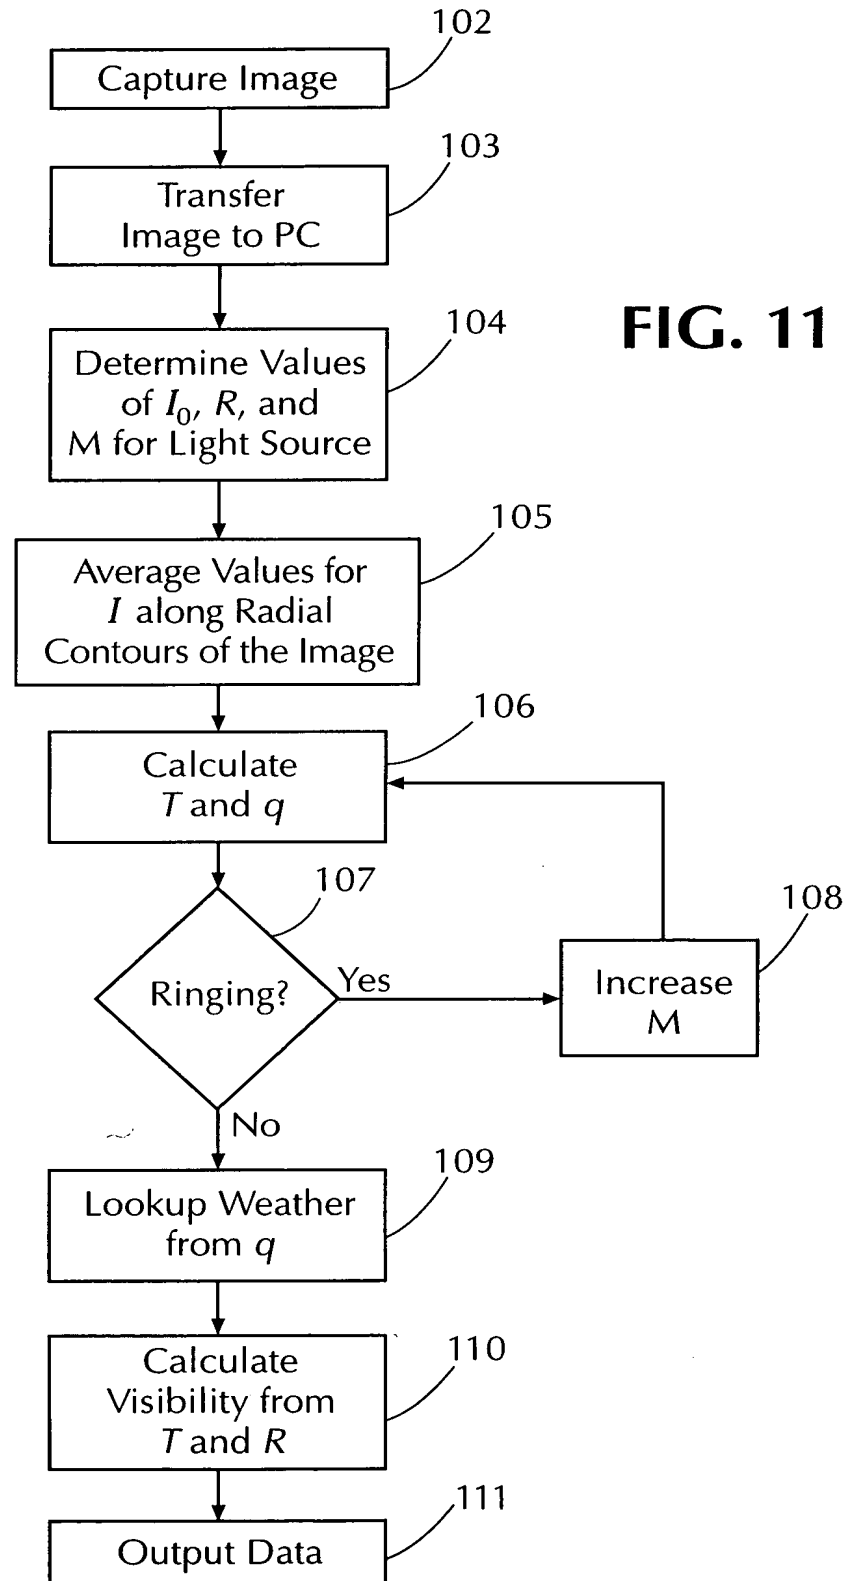 102
Capture Image
103
Transfer
Image to PC
FIG. 11
104
Determine Values
of I₀, R, and
M for Light Source
105
Average Values for
I along Radial
Contours of the Image
106
Calculate
T and q
107
Ringing?
Yes
108
Increase
M
No
109
Lookup Weather
from q
110
Calculate
Visibility from
T and R
111
Output Data